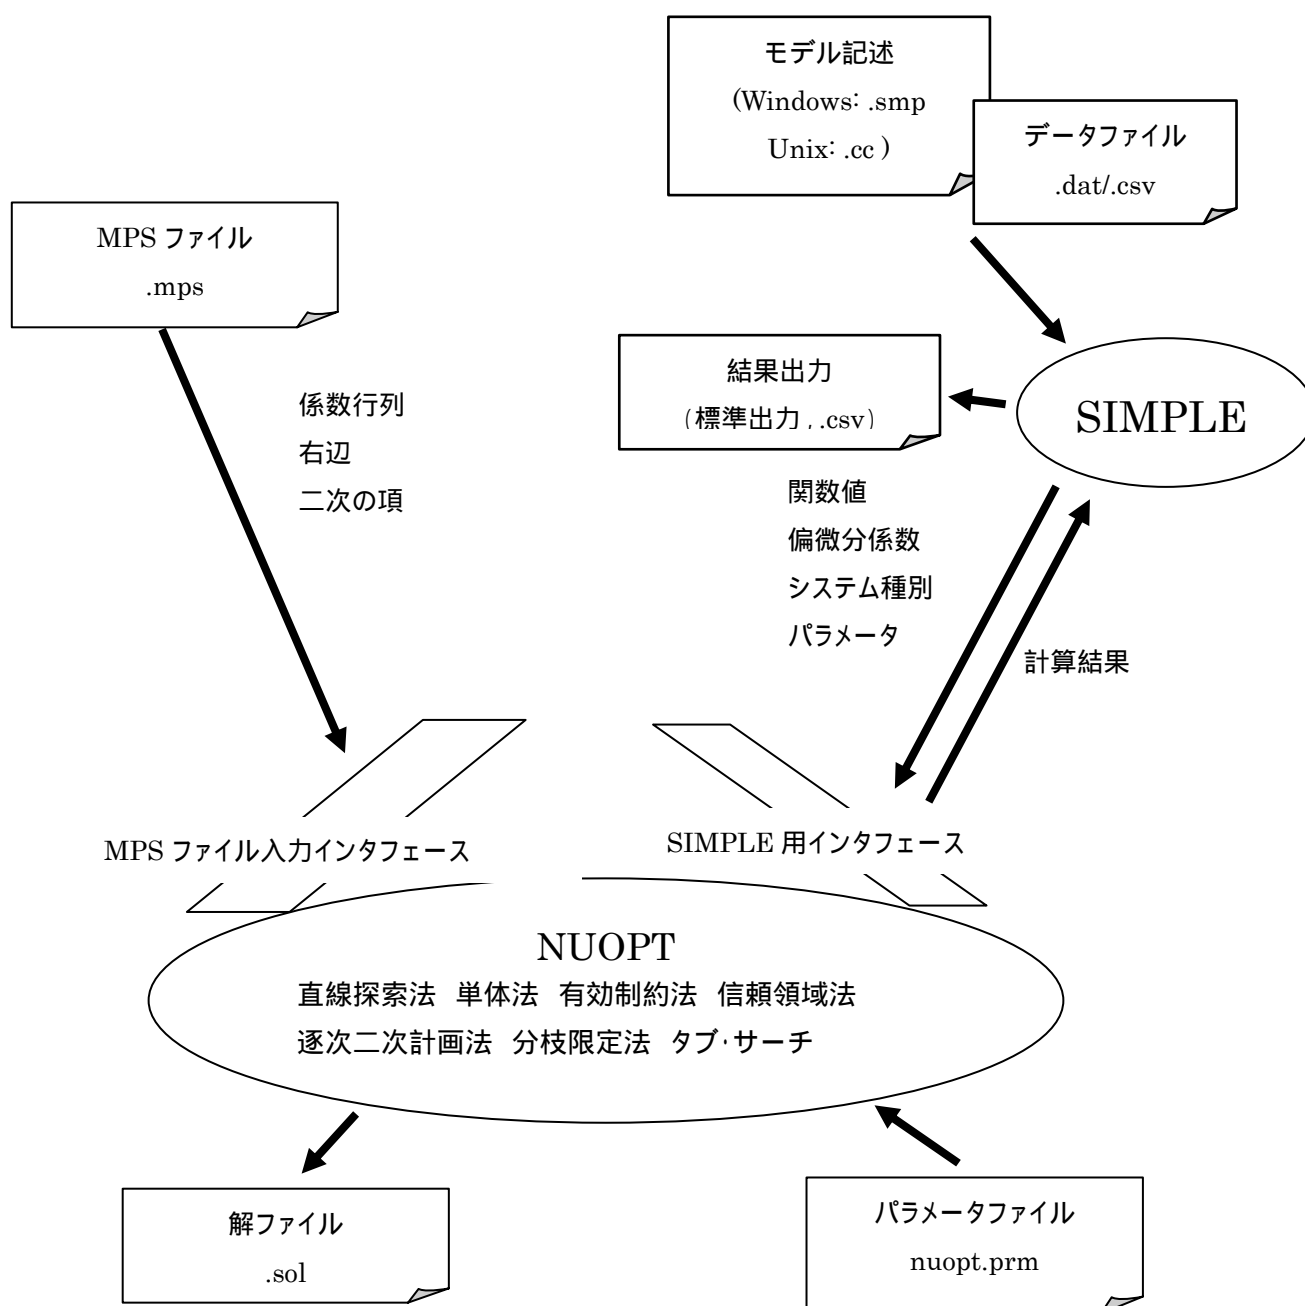 モデル記述
(Windows: .smp
Unix: .cc )
データファイル
.dat/.csv
MPS ファイル
.mps
結果出力
(標準出力, .csv)
SIMPLE
係数行列
右辺
二次の項
関数値
偏微分係数
システム種別
パラメータ
計算結果
MPS ファイル入力インタフェース
SIMPLE 用インタフェース
NUOPT
直線探索法 単体法 有効制約法 信頼領域法
逐次二次計画法 分枝限定法 タブ・サーチ
解ファイル
.sol
パラメータファイル
nuopt.prm